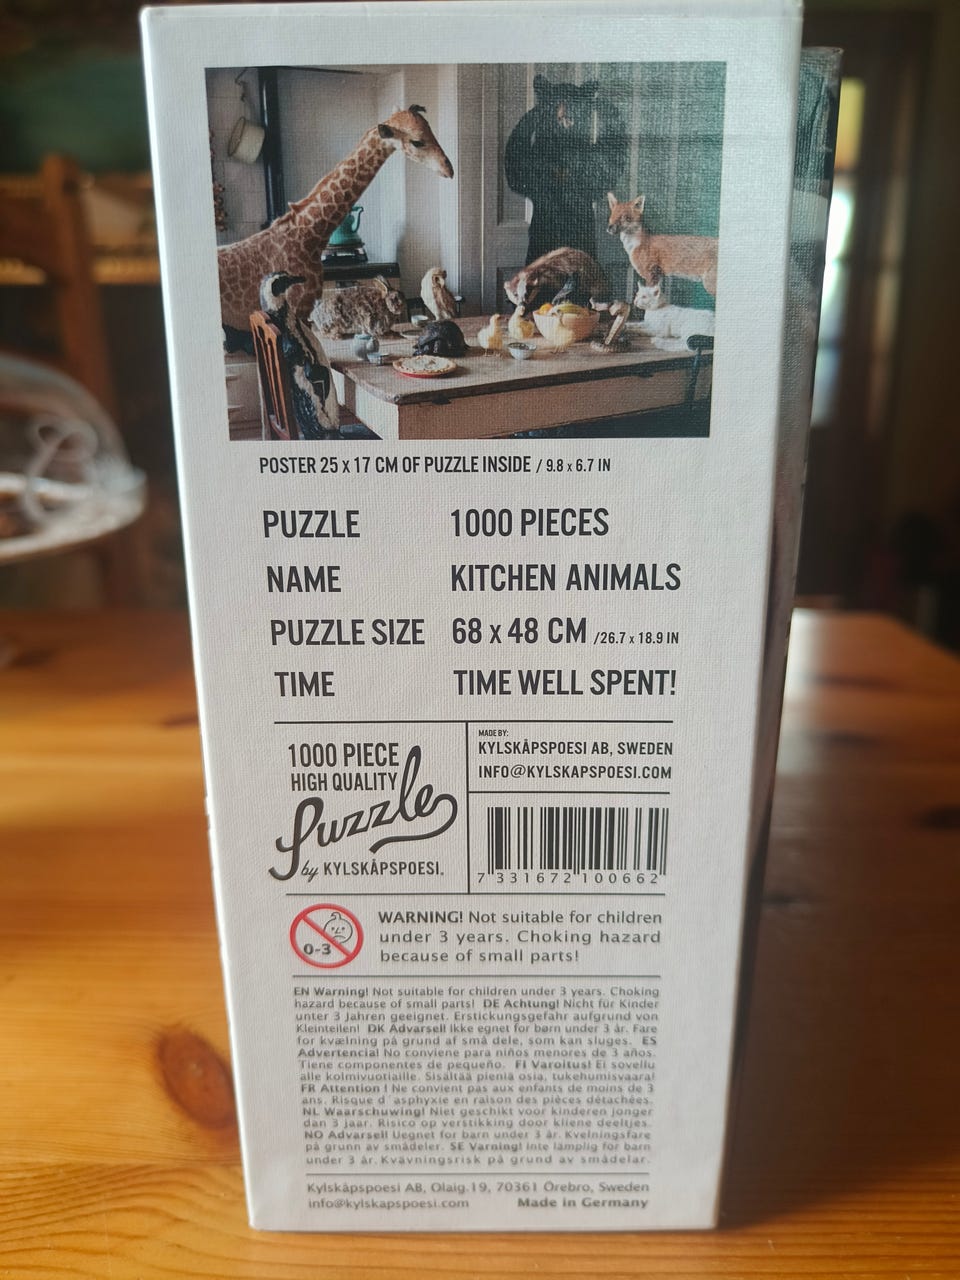 POSTER 25 x 17 CM OF PUZZLE INSIDE / 9.8 x 6.7 IN
PUZZLE 1000 PIECES
NAME KITCHEN ANIMALS
PUZZLE SIZE 68 x 48 CM /26.7 x 18.9 IN
TIME TIME WELL SPENT!
1000 PIECE
HIGH QUALITY
Puzzle
by KYLSKÅPSPOESI.
MADE BY:
KYLSKÅPSPOESI AB, SWEDEN
INFO@KYLSKAPSPOESI.COM
7 331672 100662
0-3
WARNING! Not suitable for children
under 3 years. Choking hazard
because of small parts!
EN Warning! Not suitable for children under 3 years. Choking
hazard because of small parts! DE Achtung! Nicht für Kinder
unter 3 Jahren geeignet. Erstickungsgefahr aufgrund von
Kleinteilen! DK Advarsel! Ikke egnet for børn under 3 år. Fare
for kvælning på grund af små dele, som kan sluges. ES
Advertencia! No conviene para niños menores de 3 años.
Tiene componentes de pequeño. FI Varoitus! Ei sovellu
alle kolmivuotiaille. Sisältää pieniä osia, tukehumisvaara!
FR Attention ! Ne convient pas aux enfants de moins de 3
ans. Risque d´asphyxie en raison des pièces détachées.
NL Waarschuwing! Niet geschikt voor kinderen jonger
dan 3 jaar. Risico op verstikking door kliene deeltjes.
NO Advarsel! Uegnet for barn under 3 år. Kvelningsfare
på grunn av smådeler. SE Varning! Inte lämplig för barn
under 3 år. Kvävningsrisk på grund av smådelar.
Kylskåpspoesi AB, Olaig.19, 70361 Örebro, Sweden
info@kylskapspoesi.com Made in Germany